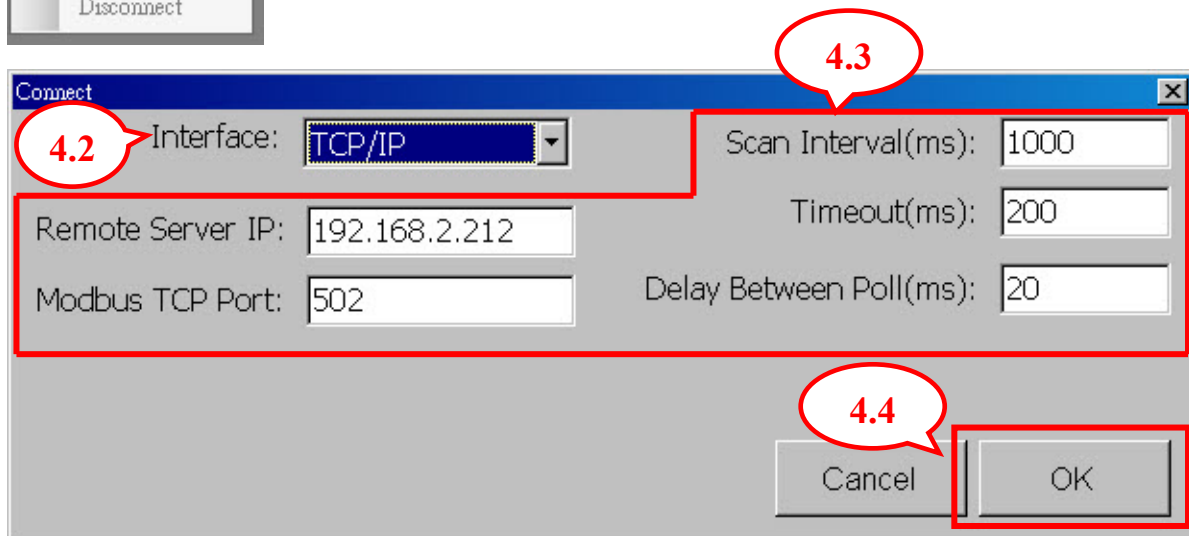 Disconnect
4.3
Connect
4.2
Interface: TCP/IP
Scan Interval(ms): 1000
Remote Server IP: 192.168.2.212
Timeout(ms): 200
Modbus TCP Port: 502
Delay Between Poll(ms): 20
4.4
Cancel
OK